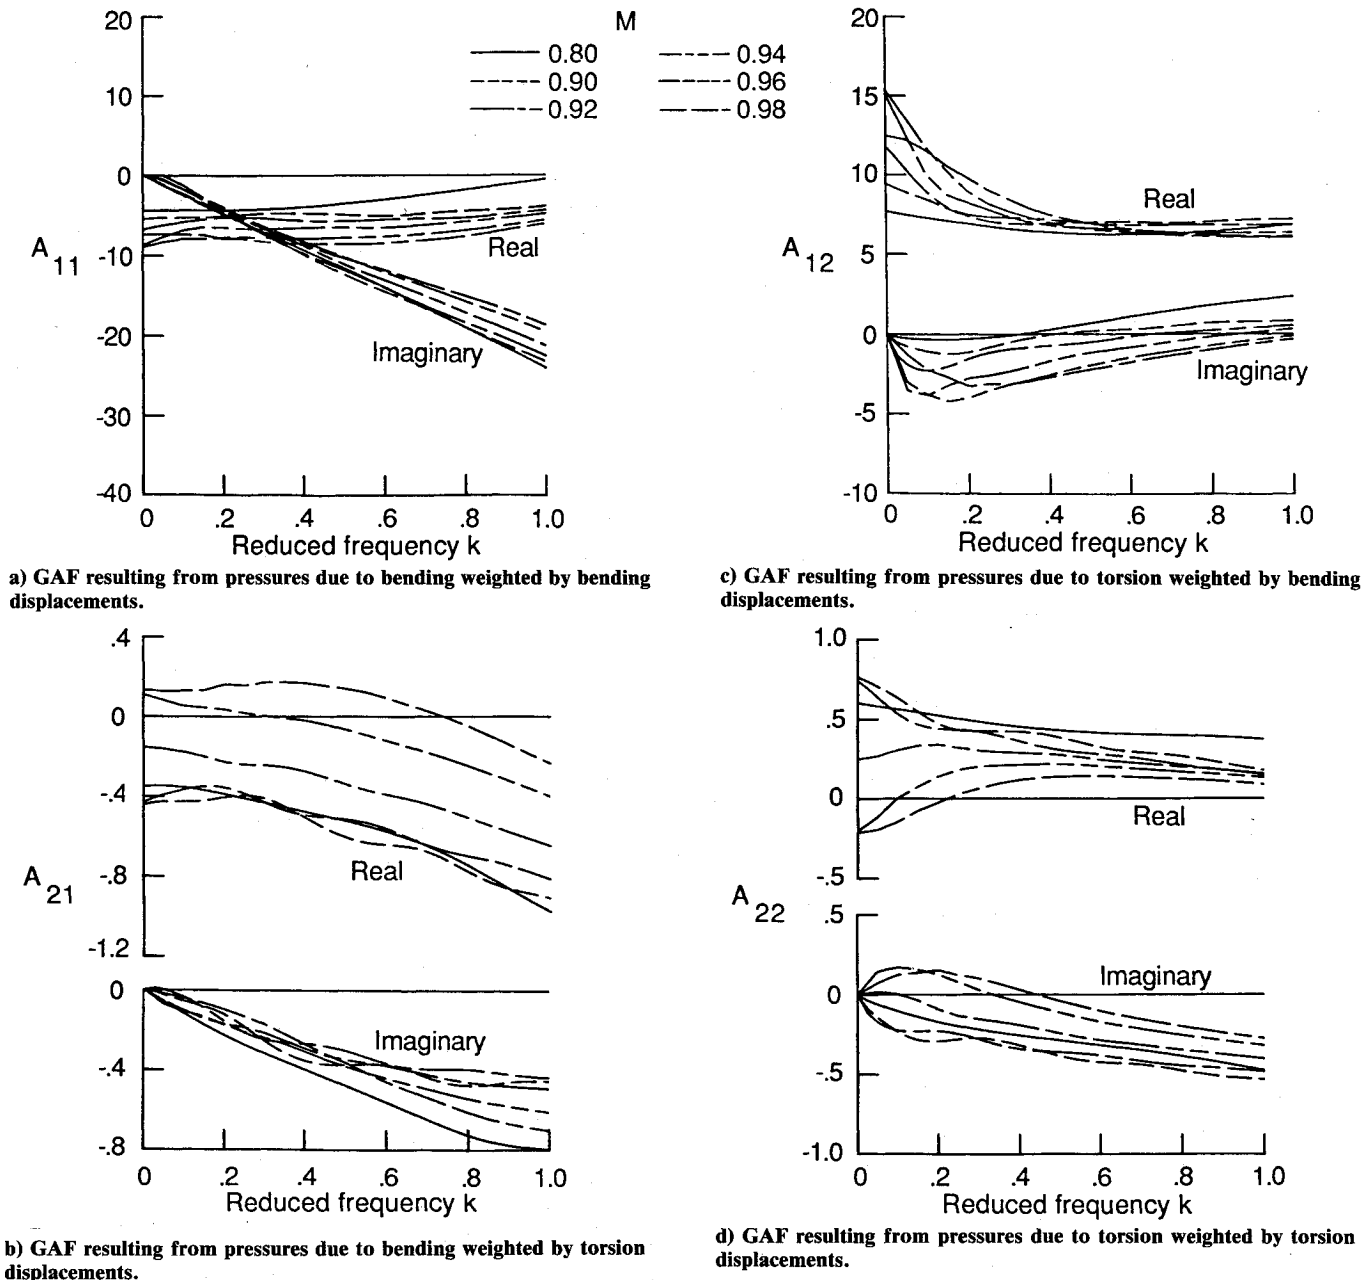 M
0.80
0.90
0.92
0.94
0.96
0.98
20
10
0
-10
-20
-30
-40
A 11
Real
Imaginary
0 .2 .4 .6 .8 1.0
Reduced frequency k
a) GAF resulting from pressures due to bending weighted by bending
displacements.
20
15
10
5
0
-5
-10
A 12
Real
Imaginary
0 .2 .4 .6 .8 1.0
Reduced frequency k
c) GAF resulting from pressures due to torsion weighted by bending
displacements.
.4
0
-.4
-.8
-1.2
A 21
Real
0
-.4
-.8
Imaginary
0 .2 .4 .6 .8 1.0
Reduced frequency k
b) GAF resulting from pressures due to bending weighted by torsion
displacements.
1.0
.5
0
-.5
Real
A 22
.5
0
-.5
-1.0
Imaginary
0 .2 .4 .6 .8 1.0
Reduced frequency k
d) GAF resulting from pressures due to torsion weighted by torsion
displacements.